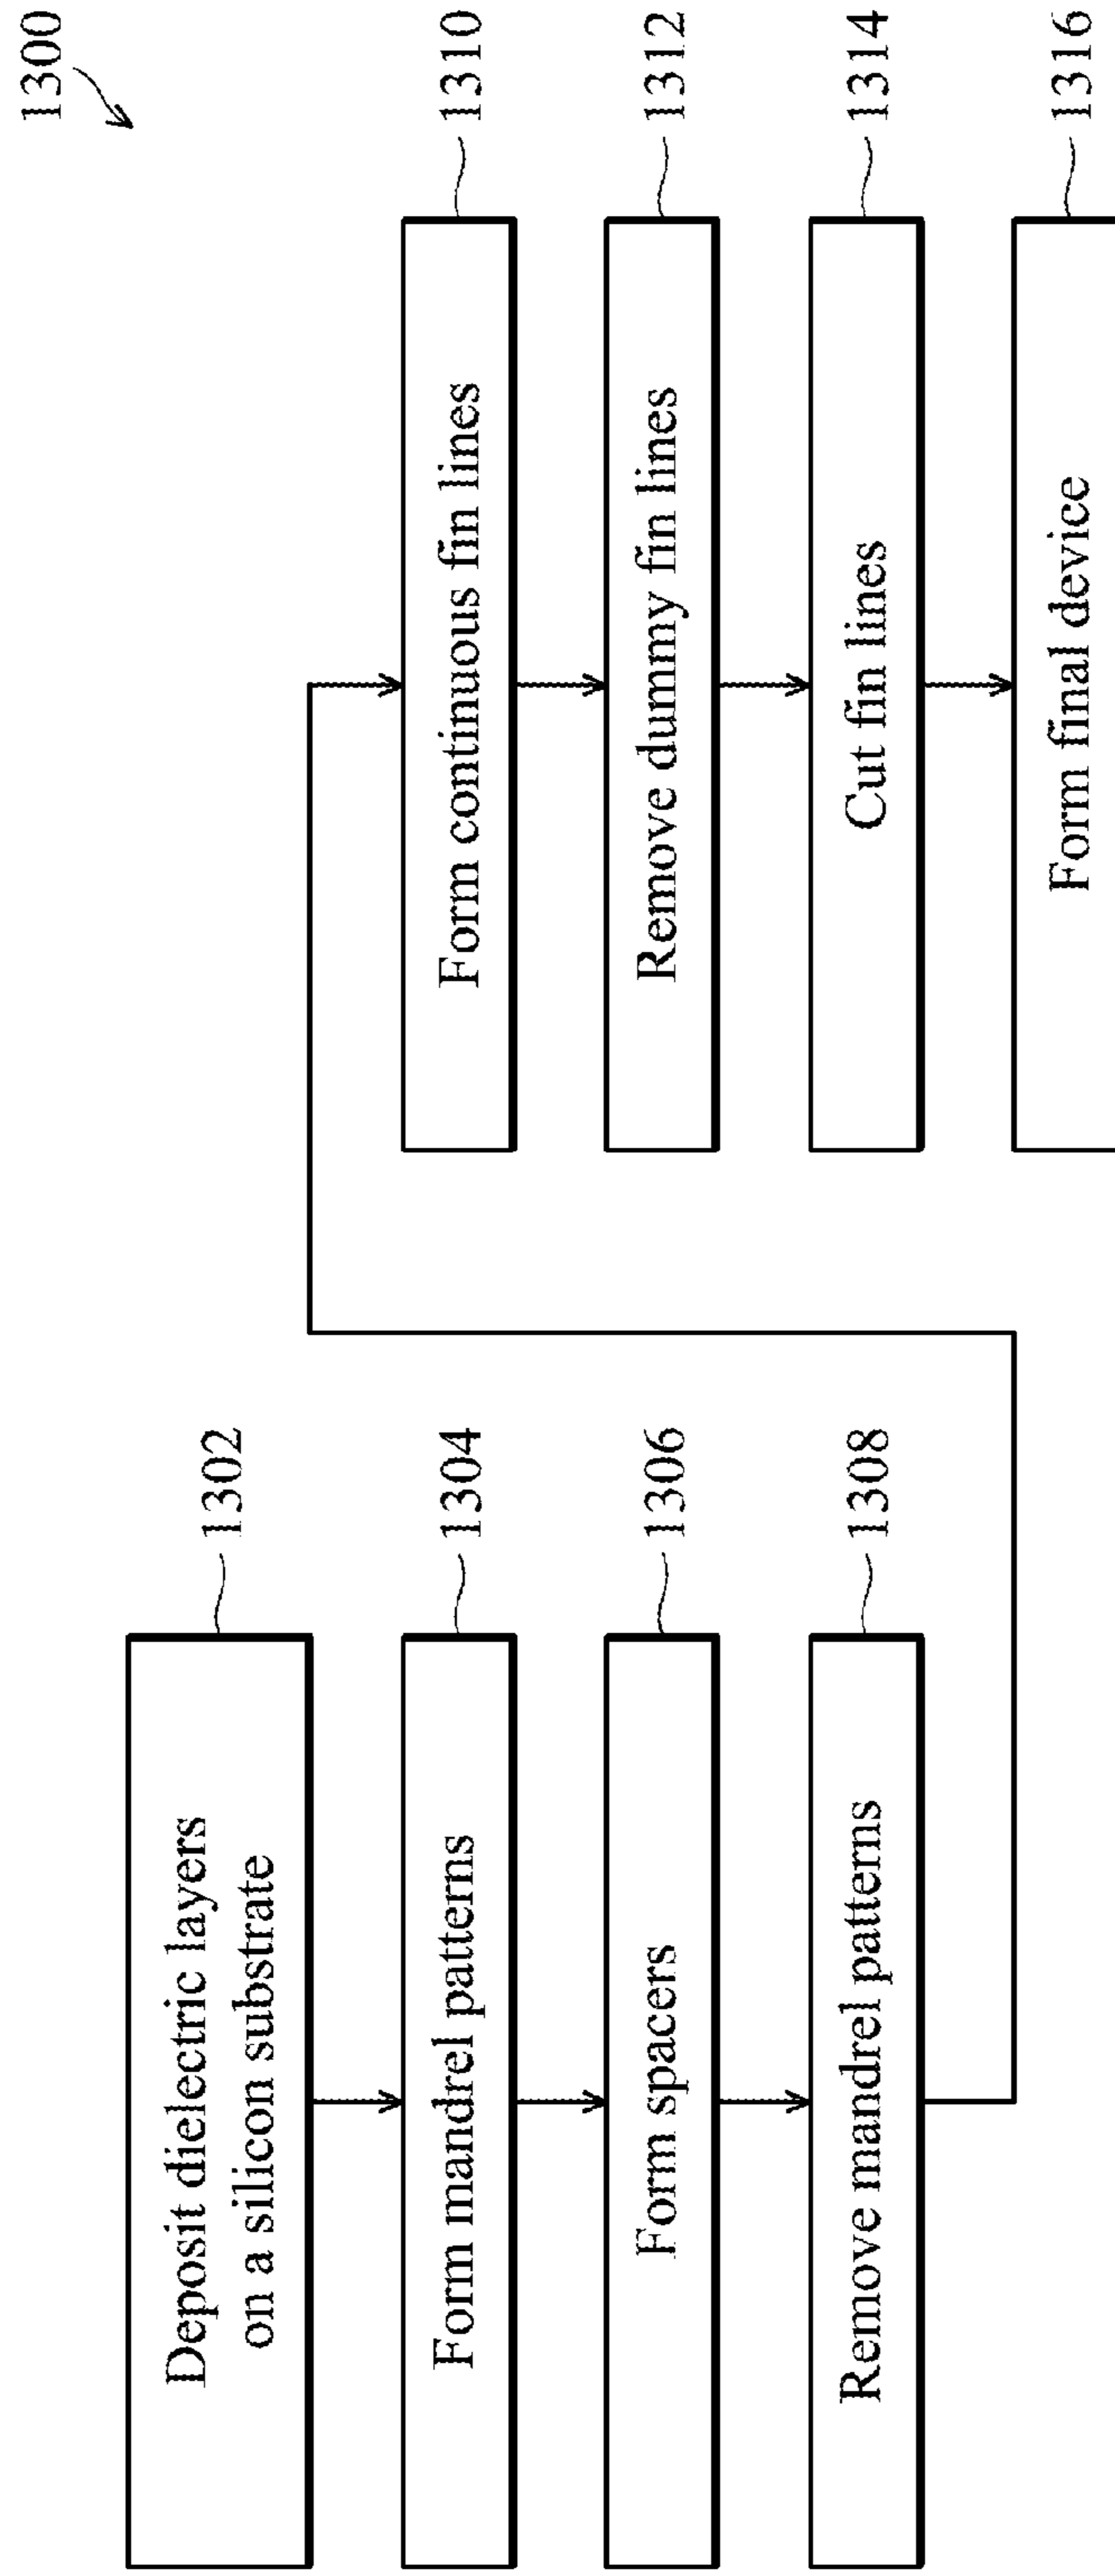 1300
Deposit dielectric layers
on a silicon substrate
1302
Form mandrel patterns
1304
Form spacers
1306
Remove mandrel patterns
1308
Form continuous fin lines
1310
Remove dummy fin lines
1312
Cut fin lines
1314
Form final device
1316